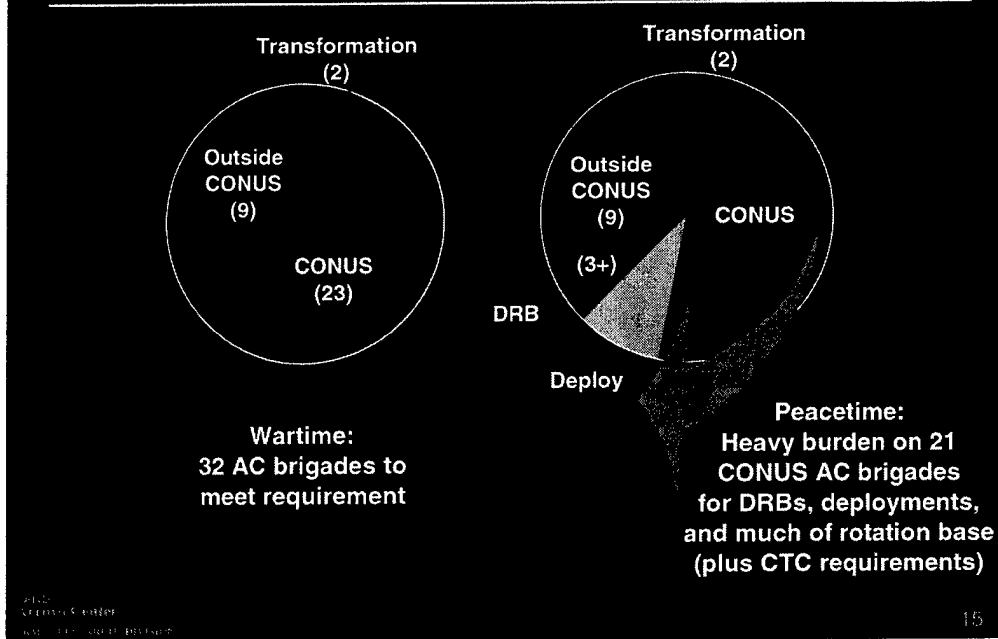 Transformation
(2)
Outside
CONUS
(9)
CONUS
(23)
Wartime:
32 AC brigades to
meet requirement
Transformation
(2)
Outside
CONUS
(9)
CONUS
(3+)
DRB
Deploy
Peacetime:
Heavy burden on 21
CONUS AC brigades
for DRBs, deployments,
and much of rotation base
(plus CTC requirements)
Center
15